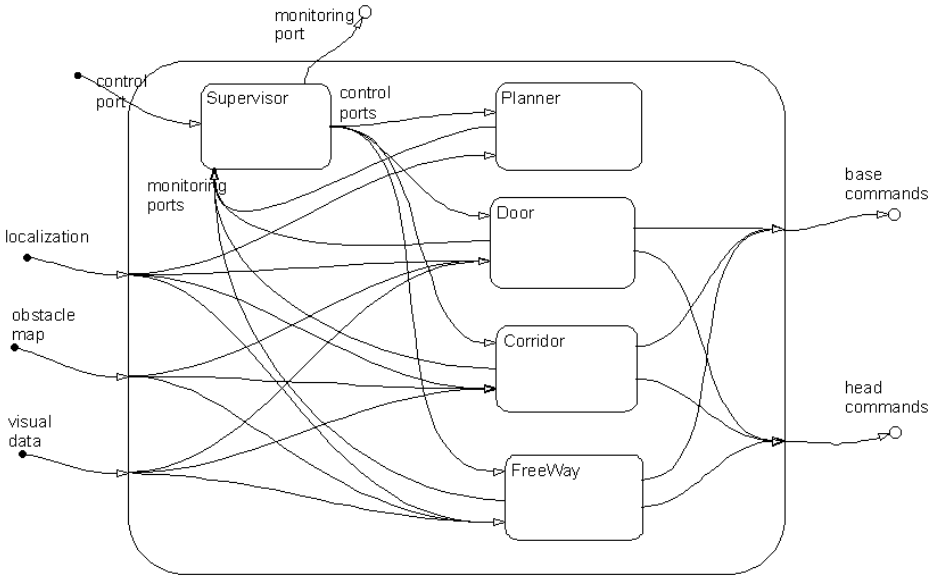 monitoring
port
control
port
Supervisor
control
ports
Planner
monitoring
ports
Door
base
commands
localization
obstacle
map
Corridor
visual
data
head
commands
FreeWay